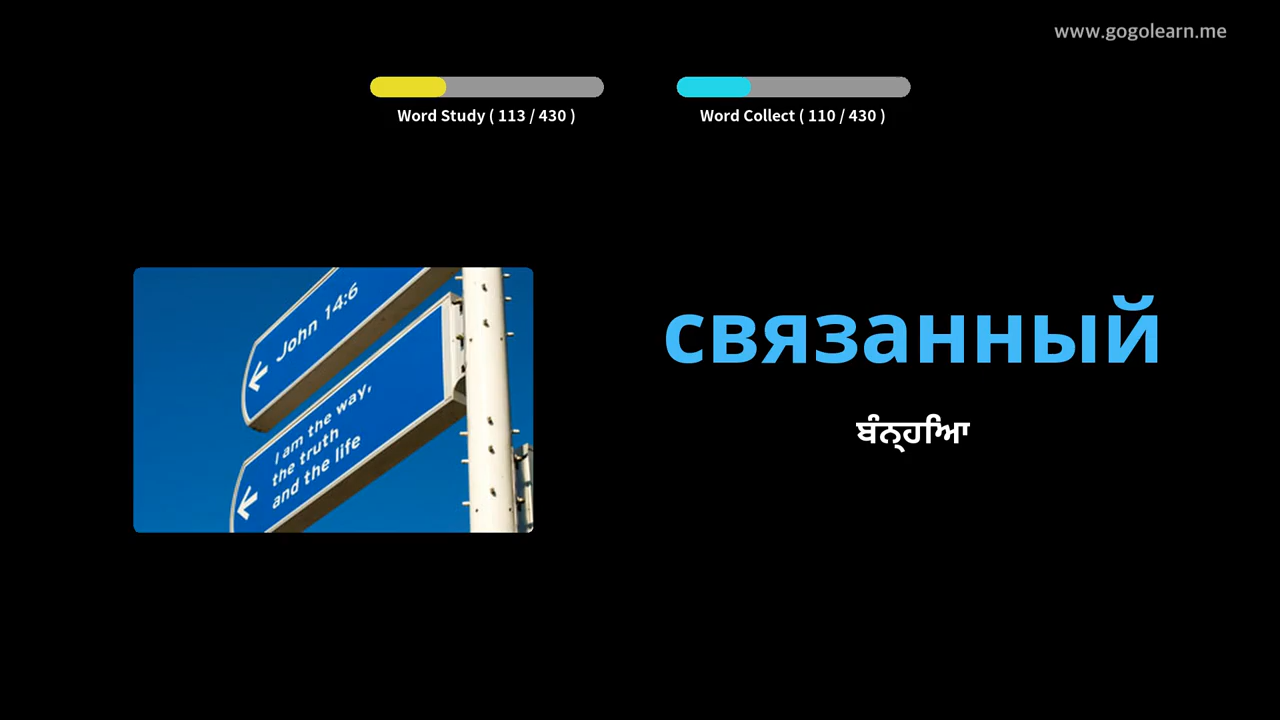 www.gogolearn.me
Word Study ( 113 / 430 )
Word Collect ( 110 / 430 )
John 14:6
I am the way,
the truth
and the life
связанный
ਬੰਨ੍ਹਿਆ